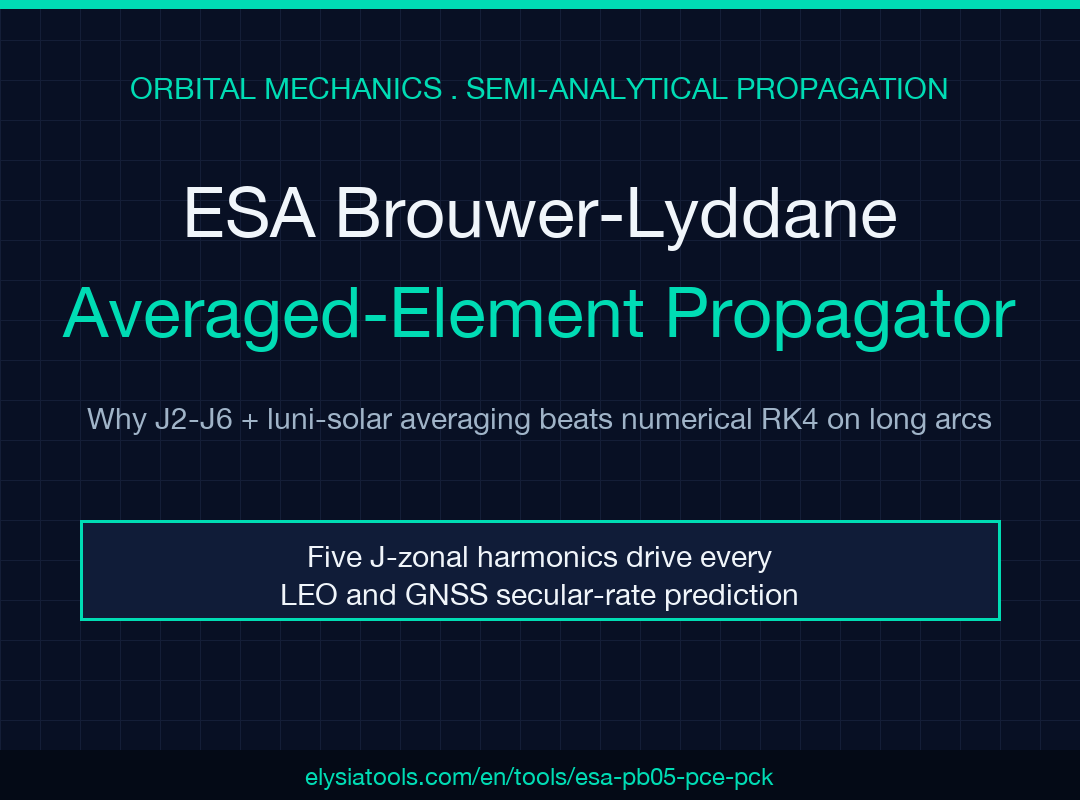 ORBITAL MECHANICS . SEMI-ANALYTICAL PROPAGATION
ESA Brouwer-Lyddane
Averaged-Element Propagator
Why J2-J6 + luni-solar averaging beats numerical RK4 on long arcs
Five J-zonal harmonics drive every
LEO and GNSS secular-rate prediction
elysiatools.com/en/tools/esa-pb05-pce-pck